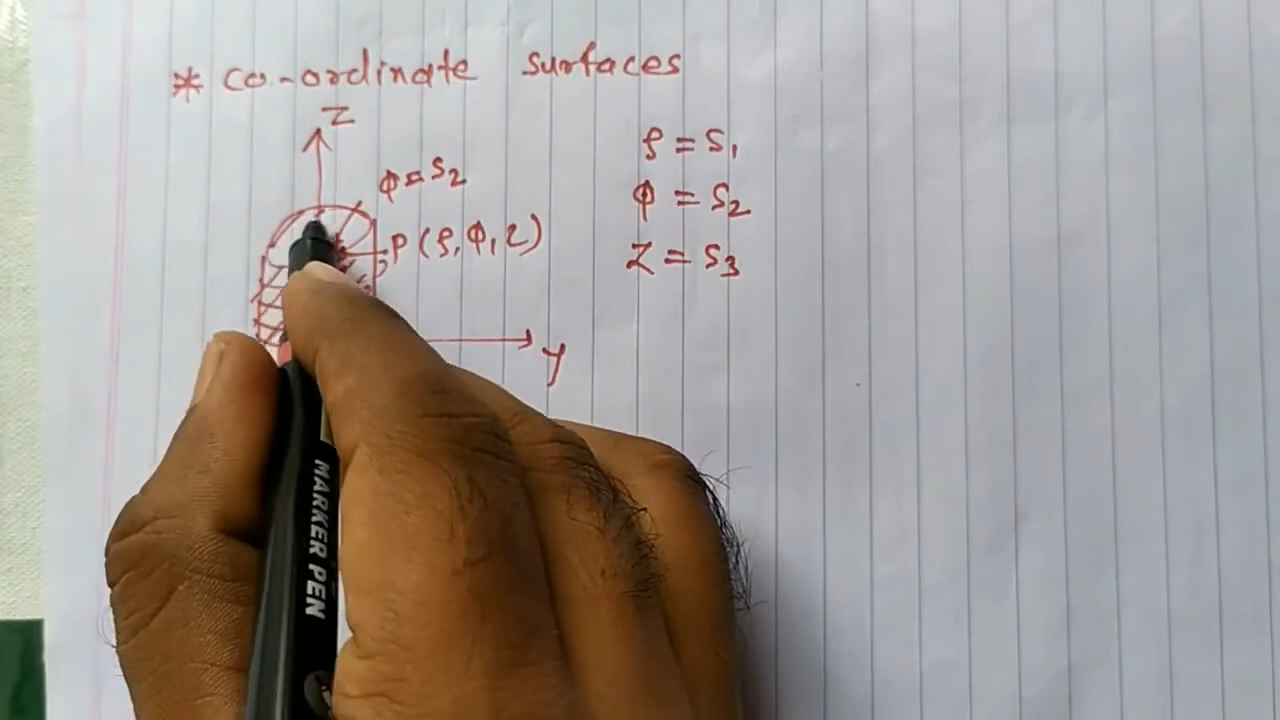 * co-ordinate surfaces
Z
ϕ = S₂
P (ρ, ϕ, z)
y
ρ = S₁
ϕ = S₂
Z = S₃
MARKER PEN